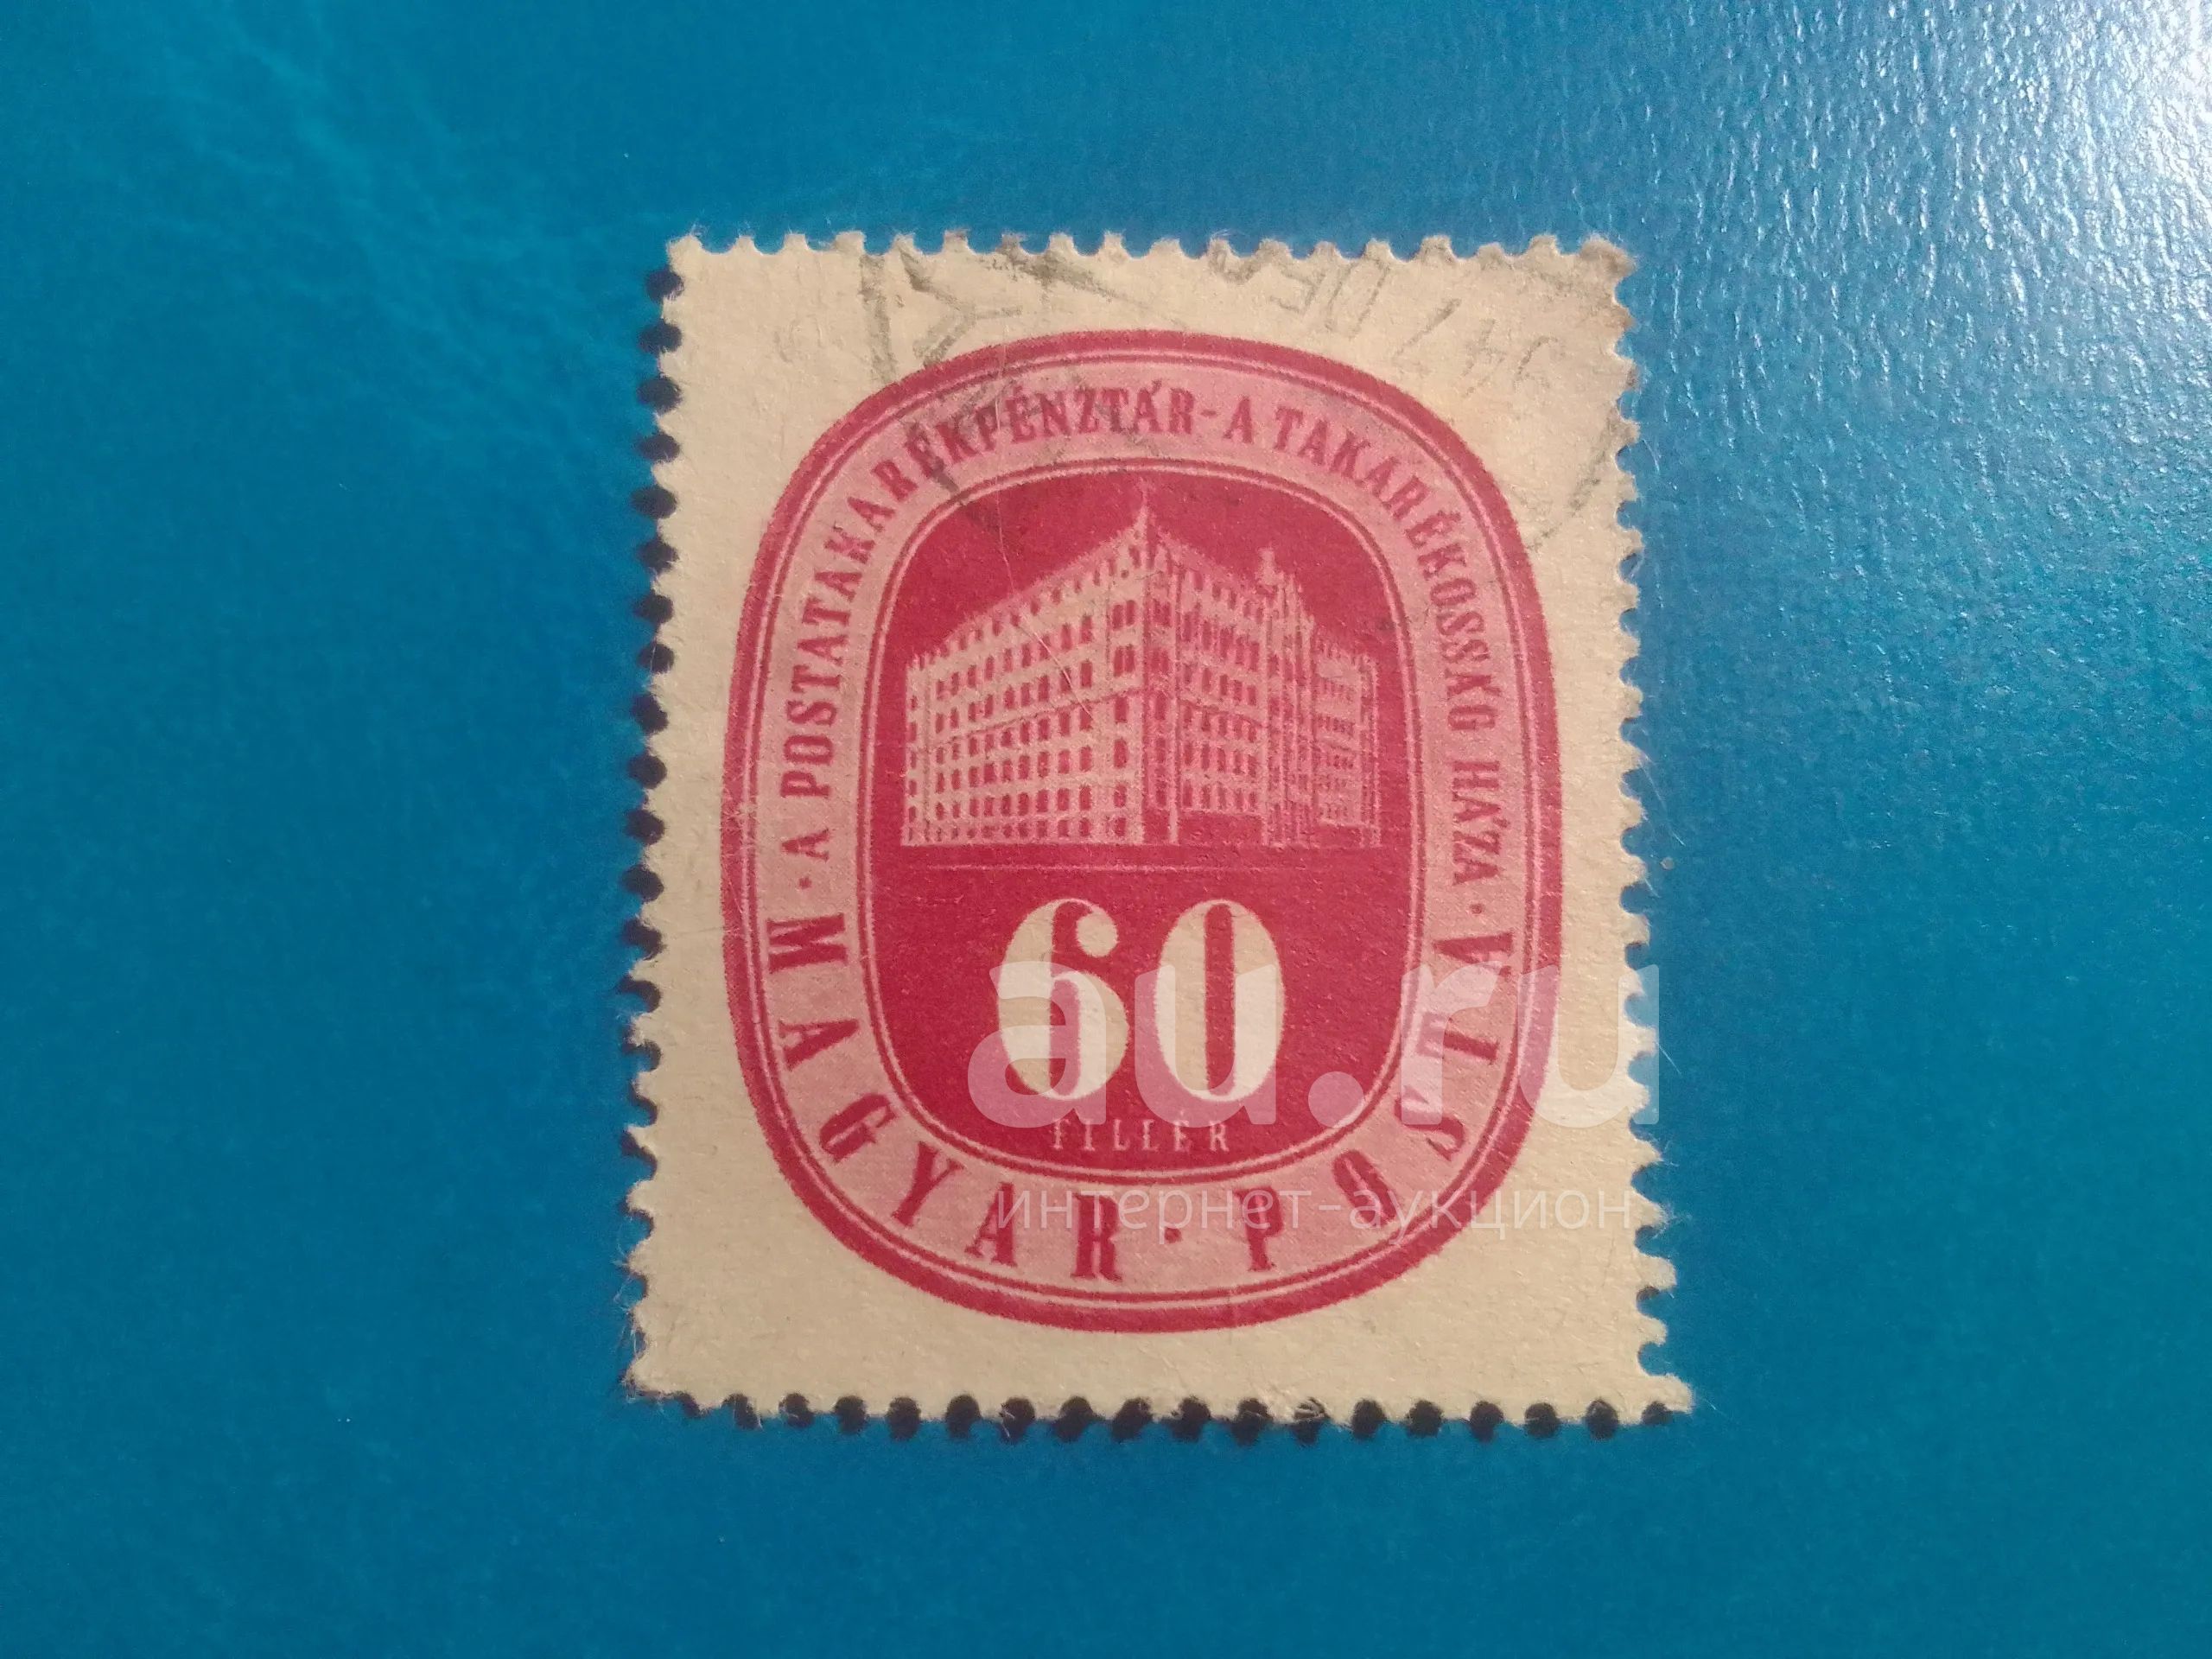 A POSTATAKARÉKPÉNZTÁR - A TAKARÉKOSSÁG HÁZA
60
FILLÉR
MAGYAR · POSTA
au.ru
интернет-аукцион